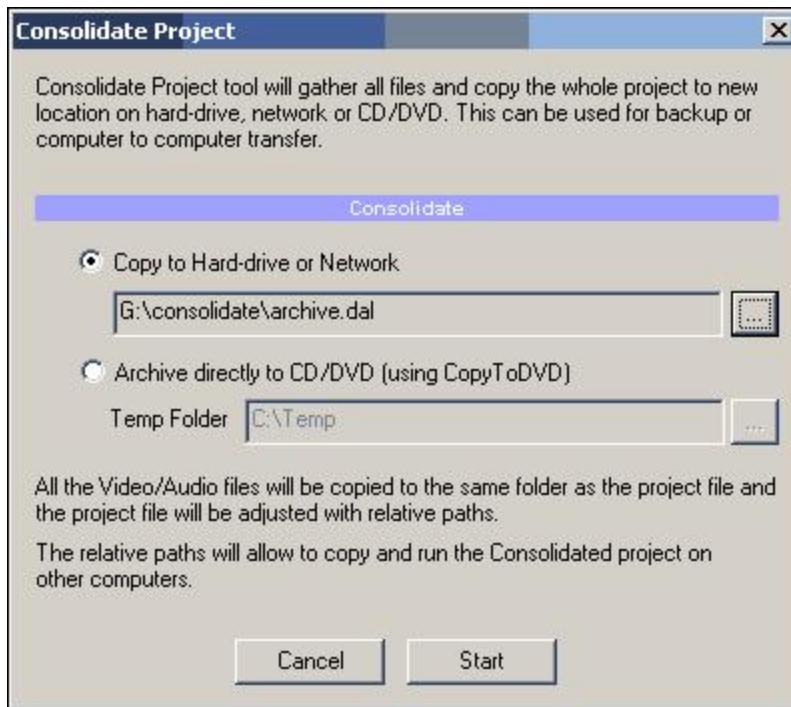 Consolidate Project
Consolidate Project tool will gather all files and copy the whole project to new
location on hard-drive, network or CD/DVD. This can be used for backup or
computer to computer transfer.
Consolidate
Copy to Hard-drive or Network
G:\consolidate\archive.dal
...
Archive directly to CD/DVD (using CopyToDVD)
Temp Folder C:\Temp ...
All the Video/Audio files will be copied to the same folder as the project file and
the project file will be adjusted with relative paths.
The relative paths will allow to copy and run the Consolidated project on
other computers.
Cancel Start